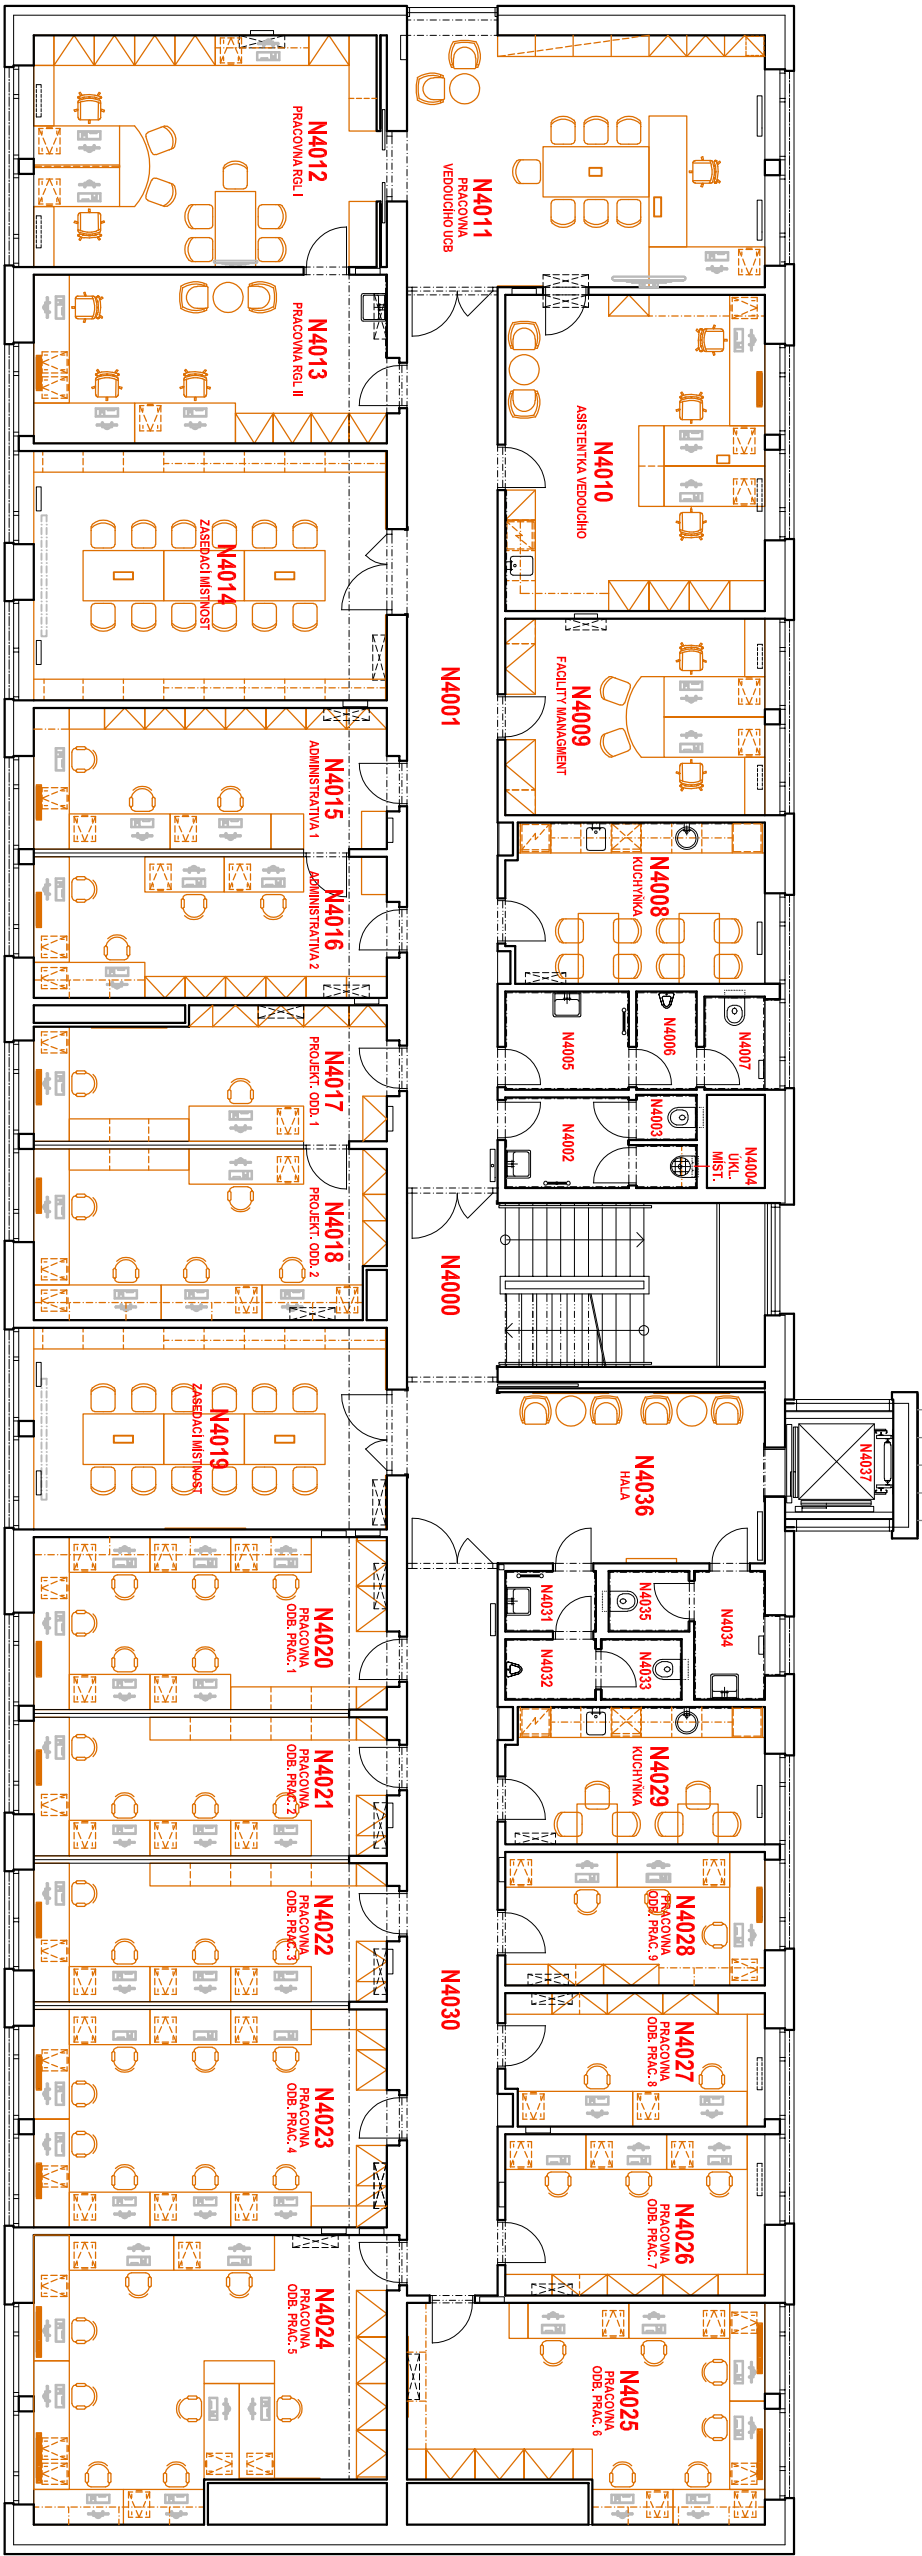 N4012
PRACOVNA RGL I
N4011
PRACOVNA
VEDOUCÍHO UCB
N4013
PRACOVNA RGL II
N4010
ASISTENTKA VEDOUCÍHO
N4014
ZASEDACÍ MÍSTNOST
N4001
N4009
FACILITY MANAGMENT
N4015
ADMINISTRATIVA 1
N4016
ADMINISTRATIVA 2
N4008
KUCHYŇKA
N4005
N4006
N4007
N4017
PROJEKT. ODD. 1
N4002
N4003
N4004
ÚKL.
MÍST.
N4018
PROJEKT. ODD. 2
N4000
N4019
ZASEDACÍ MÍSTNOST
N4036
HALA
N4037
N4020
PRACOVNA
ODB. PRAC. 1
N4031
N4035
N4034
N4032
N4033
N4021
PRACOVNA
ODB. PRAC. 2
N4029
KUCHYŇKA
N4022
PRACOVNA
ODB. PRAC. 3
N4028
PRACOVNA
ODB. PRAC. 9
N4030
N4023
PRACOVNA
ODB. PRAC. 4
N4027
PRACOVNA
ODB. PRAC. 8
N4026
PRACOVNA
ODB. PRAC. 7
N4024
PRACOVNA
ODB. PRAC. 5
N4025
PRACOVNA
ODB. PRAC. 6